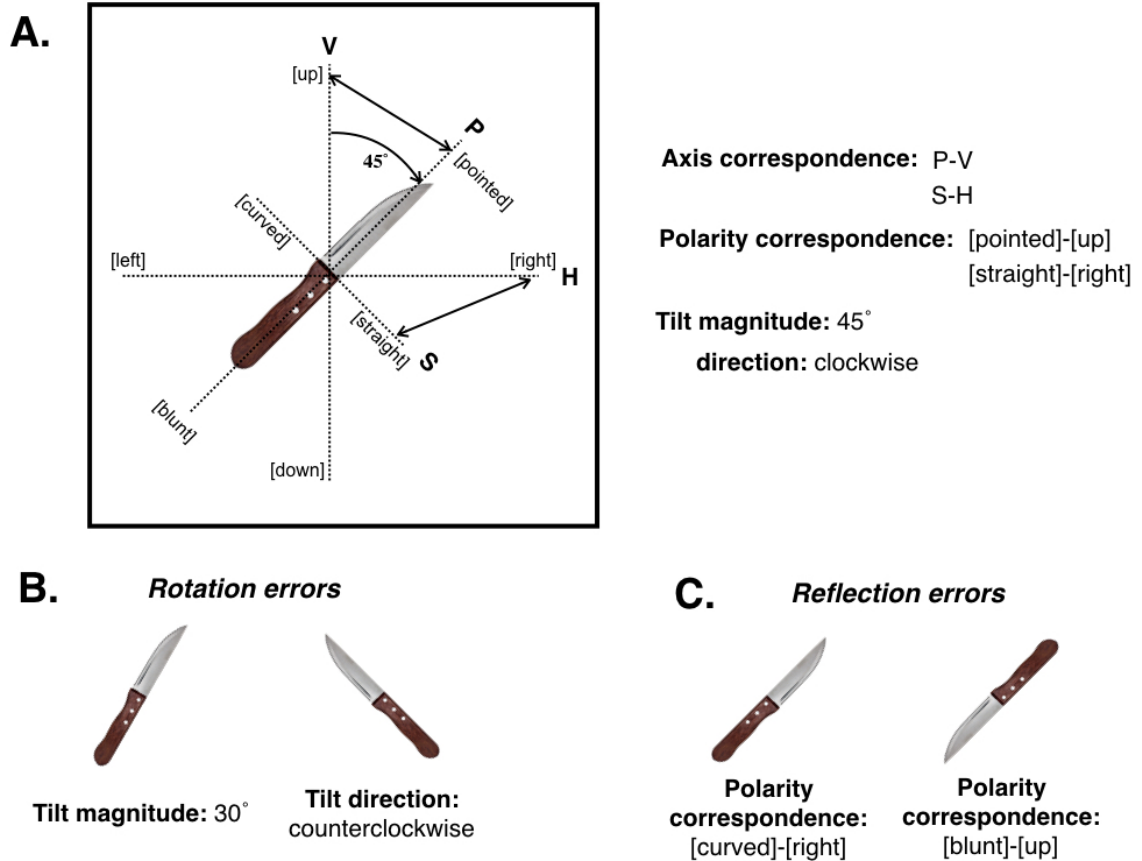 A.
V
[up]
P
45°
[pointed]
[curved]
[left]
[right]
H
[straight]
S
[blunt]
[down]
Axis correspondence: P-V
S-H
Polarity correspondence: [pointed]-[up]
[straight]-[right]
Tilt magnitude: 45°
direction: clockwise
B.
Rotation errors
Tilt magnitude: 30°
Tilt direction:
counterclockwise
C.
Reflection errors
Polarity
correspondence:
[curved]-[right]
Polarity
correspondence:
[blunt]-[up]